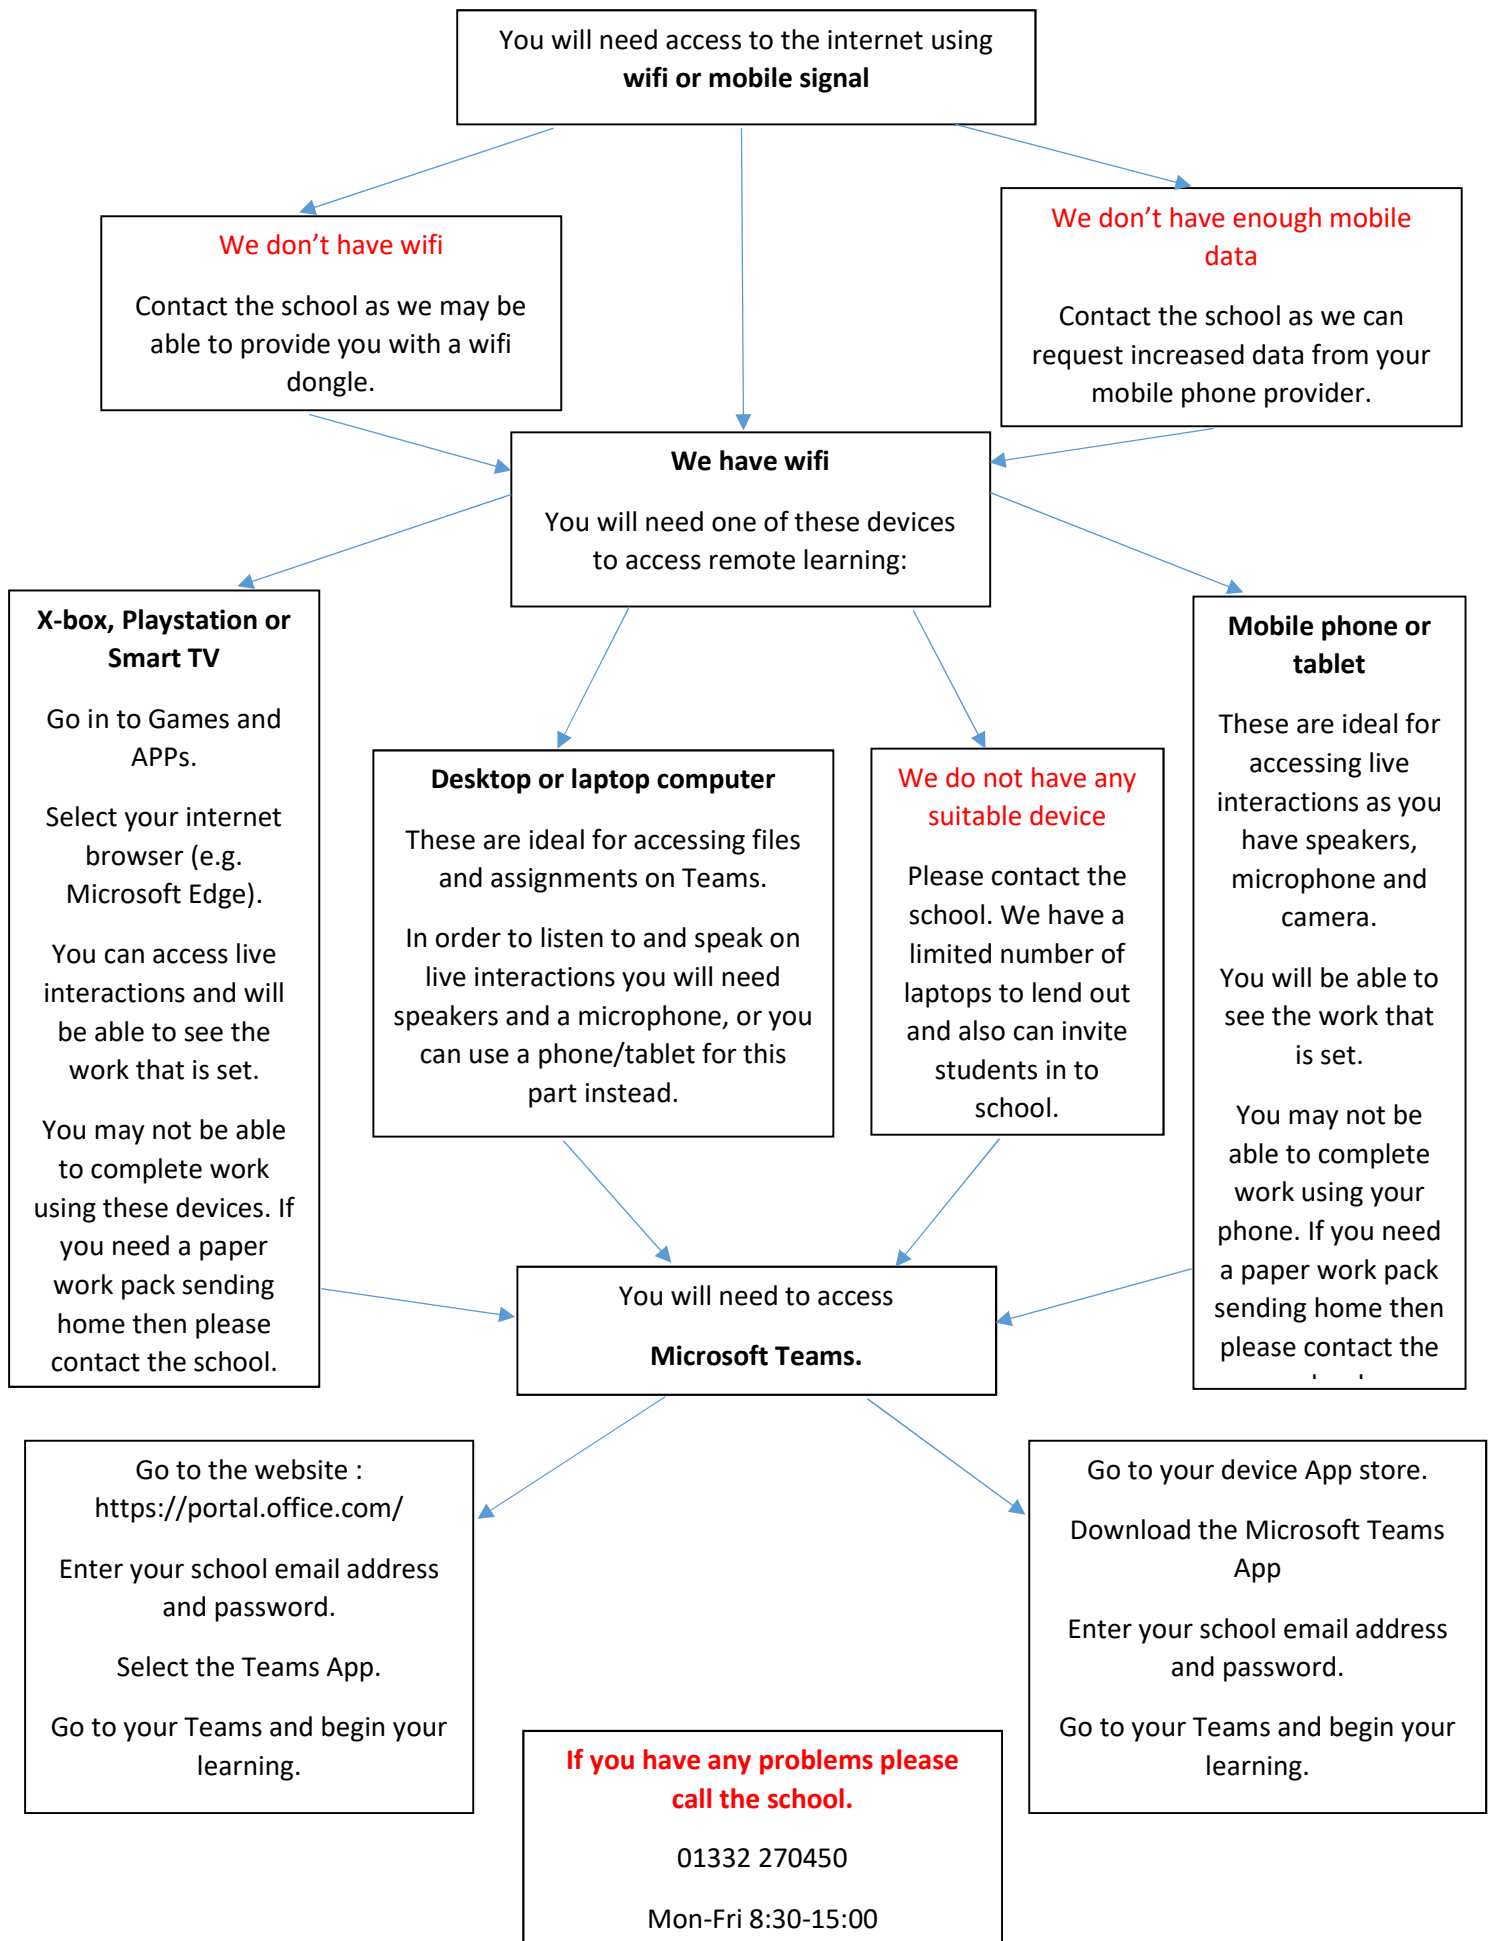 You will need access to the internet using
wifi or mobile signal
We don’t have wifi
Contact the school as we may be
able to provide you with a wifi
dongle.
We don’t have enough mobile
data
Contact the school as we can
request increased data from your
mobile phone provider.
We have wifi
You will need one of these devices
to access remote learning:
X-box, Playstation or
Smart TV
Go in to Games and
APPs.
Select your internet
browser (e.g.
Microsoft Edge).
You can access live
interactions and will
be able to see the
work that is set.
You may not be able
to complete work
using these devices. If
you need a paper
work pack sending
home then please
contact the school.
Desktop or laptop computer
These are ideal for accessing files
and assignments on Teams.
In order to listen to and speak on
live interactions you will need
speakers and a microphone, or you
can use a phone/tablet for this
part instead.
We do not have any
suitable device
Please contact the
school. We have a
limited number of
laptops to lend out
and also can invite
students in to
school.
Mobile phone or
tablet
These are ideal for
accessing live
interactions as you
have speakers,
microphone and
camera.
You will be able to
see the work that
is set.
You may not be
able to complete
work using your
phone. If you need
a paper work pack
sending home then
please contact the
You will need to access
Microsoft Teams.
Go to the website :
https://portal.office.com/
Enter your school email address
and password.
Select the Teams App.
Go to your Teams and begin your
learning.
Go to your device App store.
Download the Microsoft Teams
App
Enter your school email address
and password.
Go to your Teams and begin your
learning.
If you have any problems please
call the school.
01332 270450
Mon-Fri 8:30-15:00